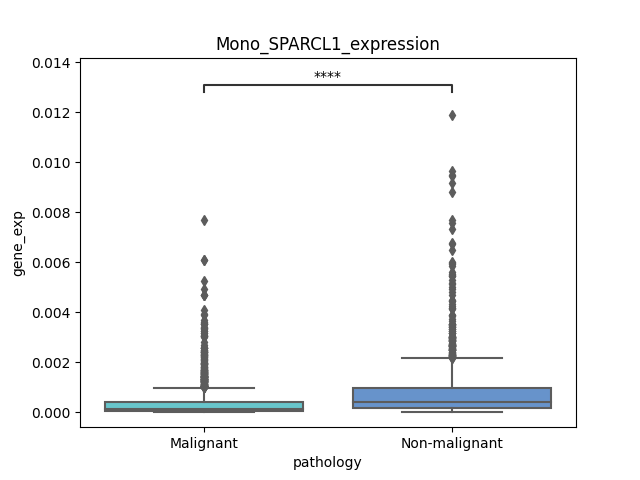 Mono_SPARCL1_expression
****
0.014
0.012
0.010
0.008
0.006
0.004
0.002
0.000
gene_exp
Malignant
Non-malignant
pathology